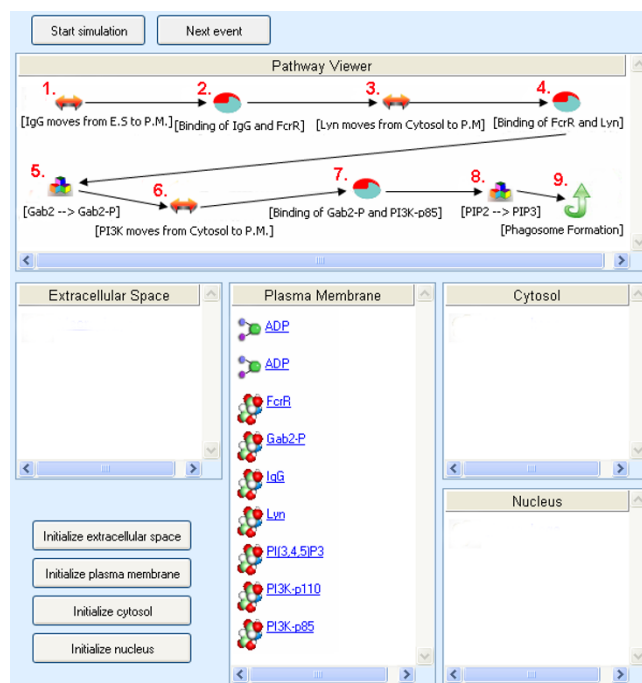 Start simulation
Next event
Pathway Viewer
1.
2.
3.
4.
[IgG moves from E.S to P.M.]
[Binding of IgG and FcrR]
[Lyn moves from Cytosol to P.M]
[Binding of FcrR and Lyn]
5.
6.
7.
8.
9.
[Gab2 --> Gab2-P]
[PI3K moves from Cytosol to P.M.]
[Binding of Gab2-P and PI3K-p85]
[PIP2 --> PIP3]
[Phagosome Formation]
Extracellular Space
Plasma Membrane
Cytosol
ADP
ADP
FcrR
Gab2-P
IgG
Lyn
PI(3,4,5)P3
PI3K-p110
PI3K-p85
Nucleus
Initialize extracellular space
Initialize plasma membrane
Initialize cytosol
Initialize nucleus